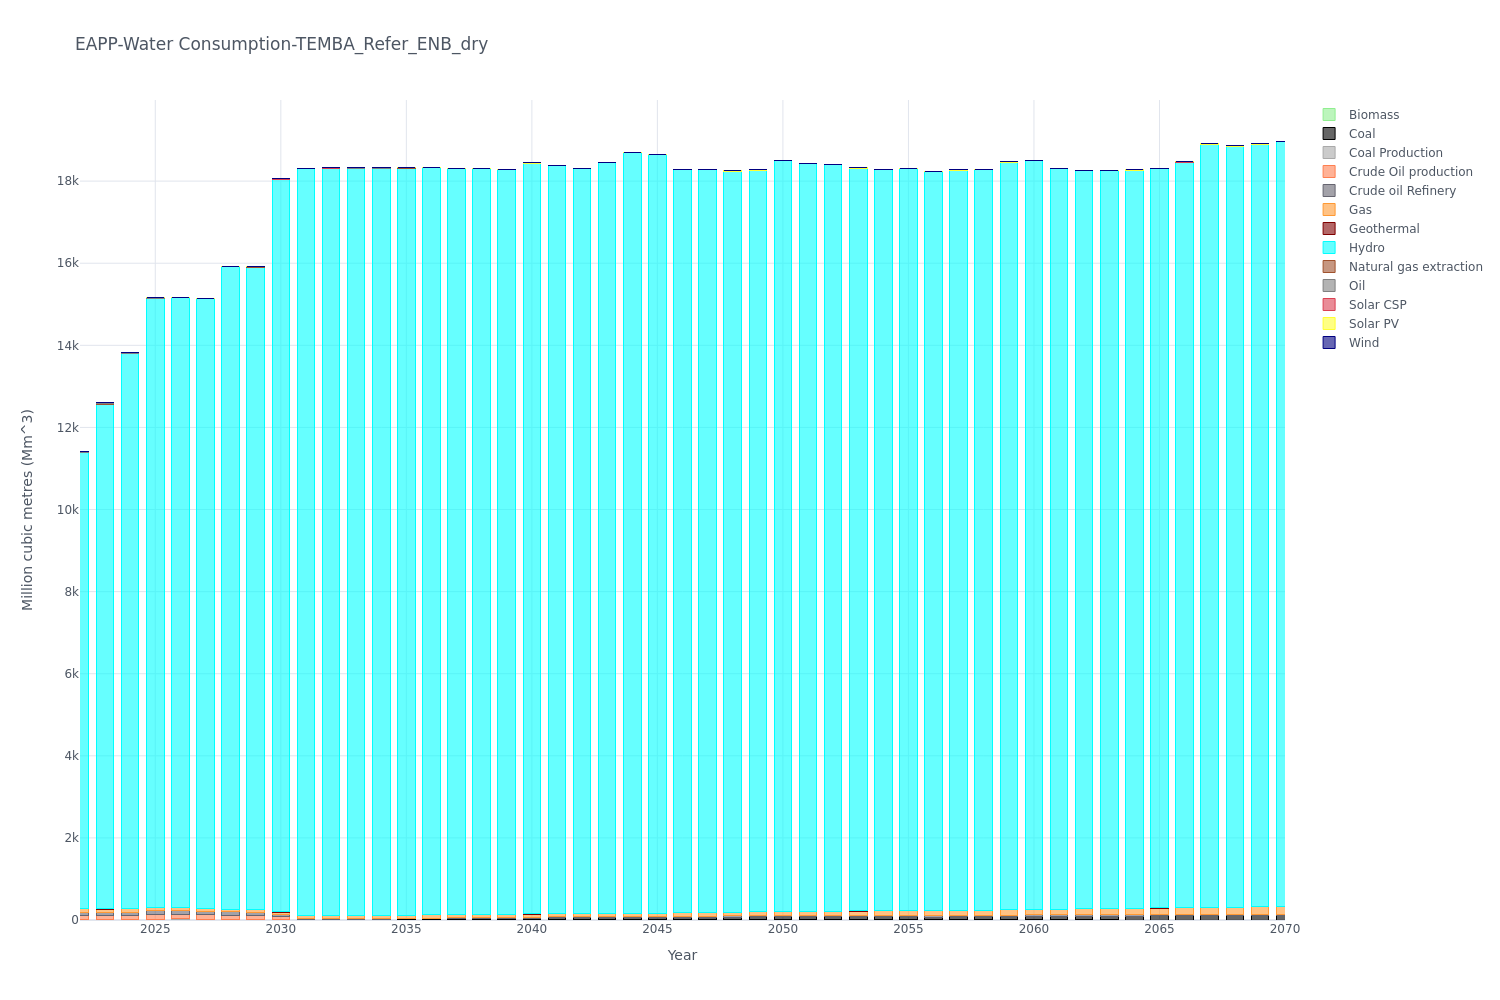 EAPP-Water Consumption-TEMBA_Refer_ENB_dry
Biomass
Coal
Coal Production
Crude Oil production
Crude oil Refinery
Gas
Geothermal
Hydro
Natural gas extraction
Oil
Solar CSP
Solar PV
Wind
Million cubic metres (Mm^3)
18k
16k
14k
12k
10k
8k
6k
4k
2k
0
2025 2030 2035 2040 2045 2050 2055 2060 2065 2070
Year